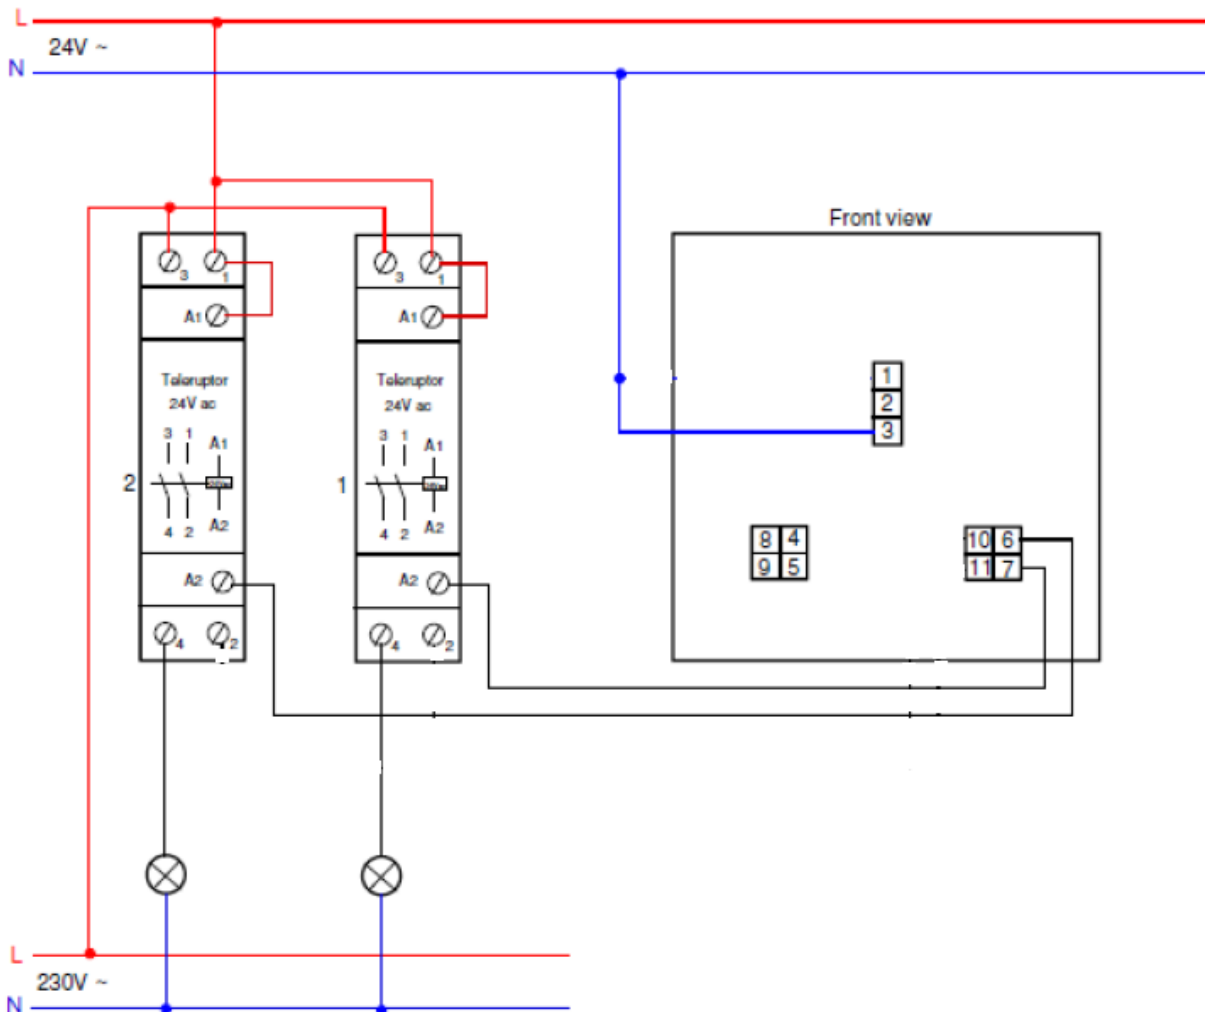 L
24V ~
N
Front view
3 1
3 1
A1
A1
Teleruptor
24V ac
Teleruptor
24V ac
1
2
3
3 1 A1
3 1 A1
2
1
4 2 A2
4 2 A2
8 4
9 5
10 6
11 7
A2
A2
4 2
4 2
L
230V ~
N